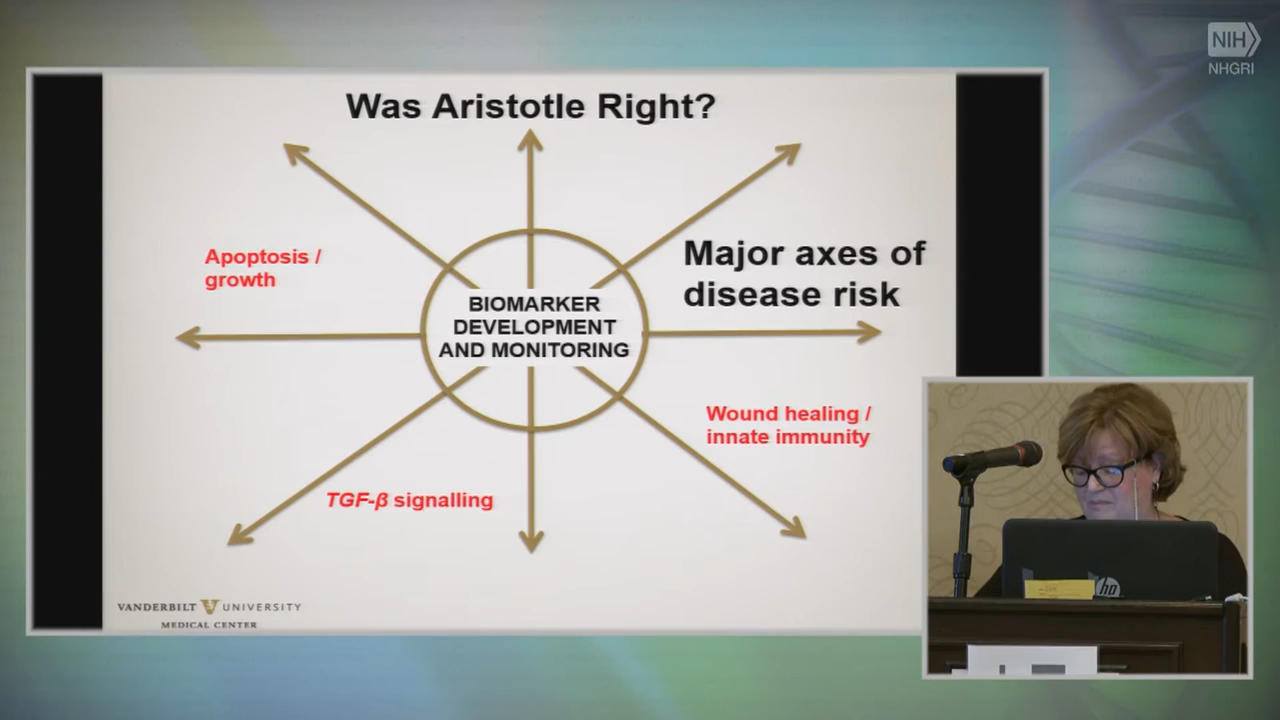 NIH
NHGRI
Was Aristotle Right?
Apoptosis /
growth
Major axes of
disease risk
BIOMARKER
DEVELOPMENT
AND MONITORING
Wound healing /
innate immunity
TGF-β signalling
VANDERBILT V UNIVERSITY
MEDICAL CENTER
hp